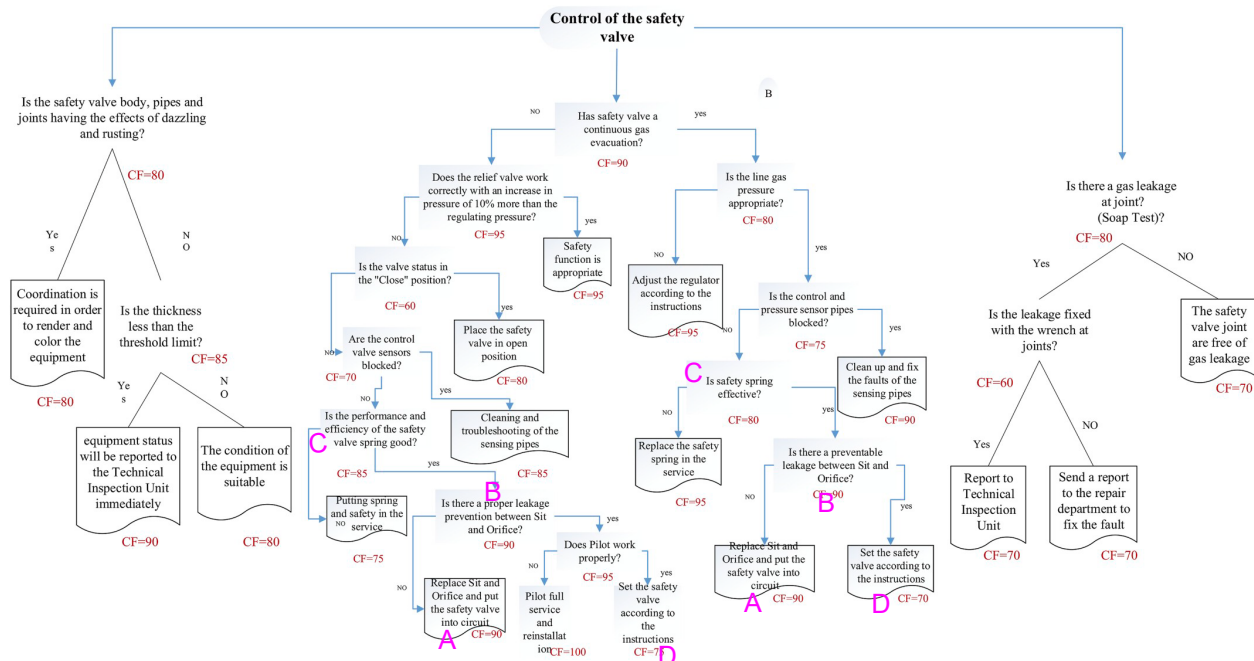 Control of the safety
valve
B
Is the safety valve body, pipes and
joints having the effects of dazzling
and rusting?
CF=80
Ye
s
N
O
Coordination is
required in order
to render and
color the
equipment
CF=80
Is the thickness
less than the
threshold limit?
CF=85
Ye
s
N
O
equipment status
will be reported to
the Technical
Inspection Unit
immediately
CF=90
The condition of
the equipment is
suitable
CF=80
Has safety valve a
continuous gas
evacuation?
CF=90
NO
yes
Does the relief valve work
correctly with an increase in
pressure of 10% more than the
regulating pressure?
CF=95
NO
yes
Safety
function is
appropriate
CF=95
Is the valve status in
the "Close" position?
CF=60
NO
yes
Place the safety
valve in open
position
CF=80
Are the control
valve sensors
blocked?
CF=70
NO
yes
Cleaning and
troubleshooting of the
sensing pipes
CF=85
Is the performance and
efficiency of the safety
valve spring good?
C
CF=85
yes
Putting spring
and safety in the
NO service
CF=75
B
Is there a proper leakage
prevention between Sit
and Orifice?
CF=90
NO
yes
Replace Sit and
Orifice and put
the safety valve
into circuit
CF=90
A
Does Pilot work
properly?
CF=95
NO
yes
Pilot full
service and
reinstallat
ion
CF=100
Set the safety
valve
according to
the
instructions
CF=75
D
Is the line gas
pressure
appropriate?
CF=80
NO
yes
Adjust the regulator
according to the
instructions
CF=95
Is the control and
pressure sensor pipes
blocked?
CF=75
NO
yes
Clean up and fix
the faults of the
sensing pipes
CF=90
C
Is safety spring
effective?
CF=80
NO
yes
Replace the safety
spring in the
service
CF=95
Is there a preventable
leakage between Sit and
Orifice?
CF=90
B
NO
yes
Replace Sit and
Orifice and put the
safety valve into
circuit
CF=90
A
Set the safety
valve according to
the instructions
CF=70
D
Is there a gas leakage
at joint?
(Soap Test)?
CF=80
Yes
NO
Is the leakage fixed
with the wrench at
joints?
CF=60
The safety
valve joint
are free of
gas leakage
CF=70
Yes
NO
Report to
Technical
Inspection
Unit
CF=70
Send a report
to the repair
department to
fix the fault
CF=70